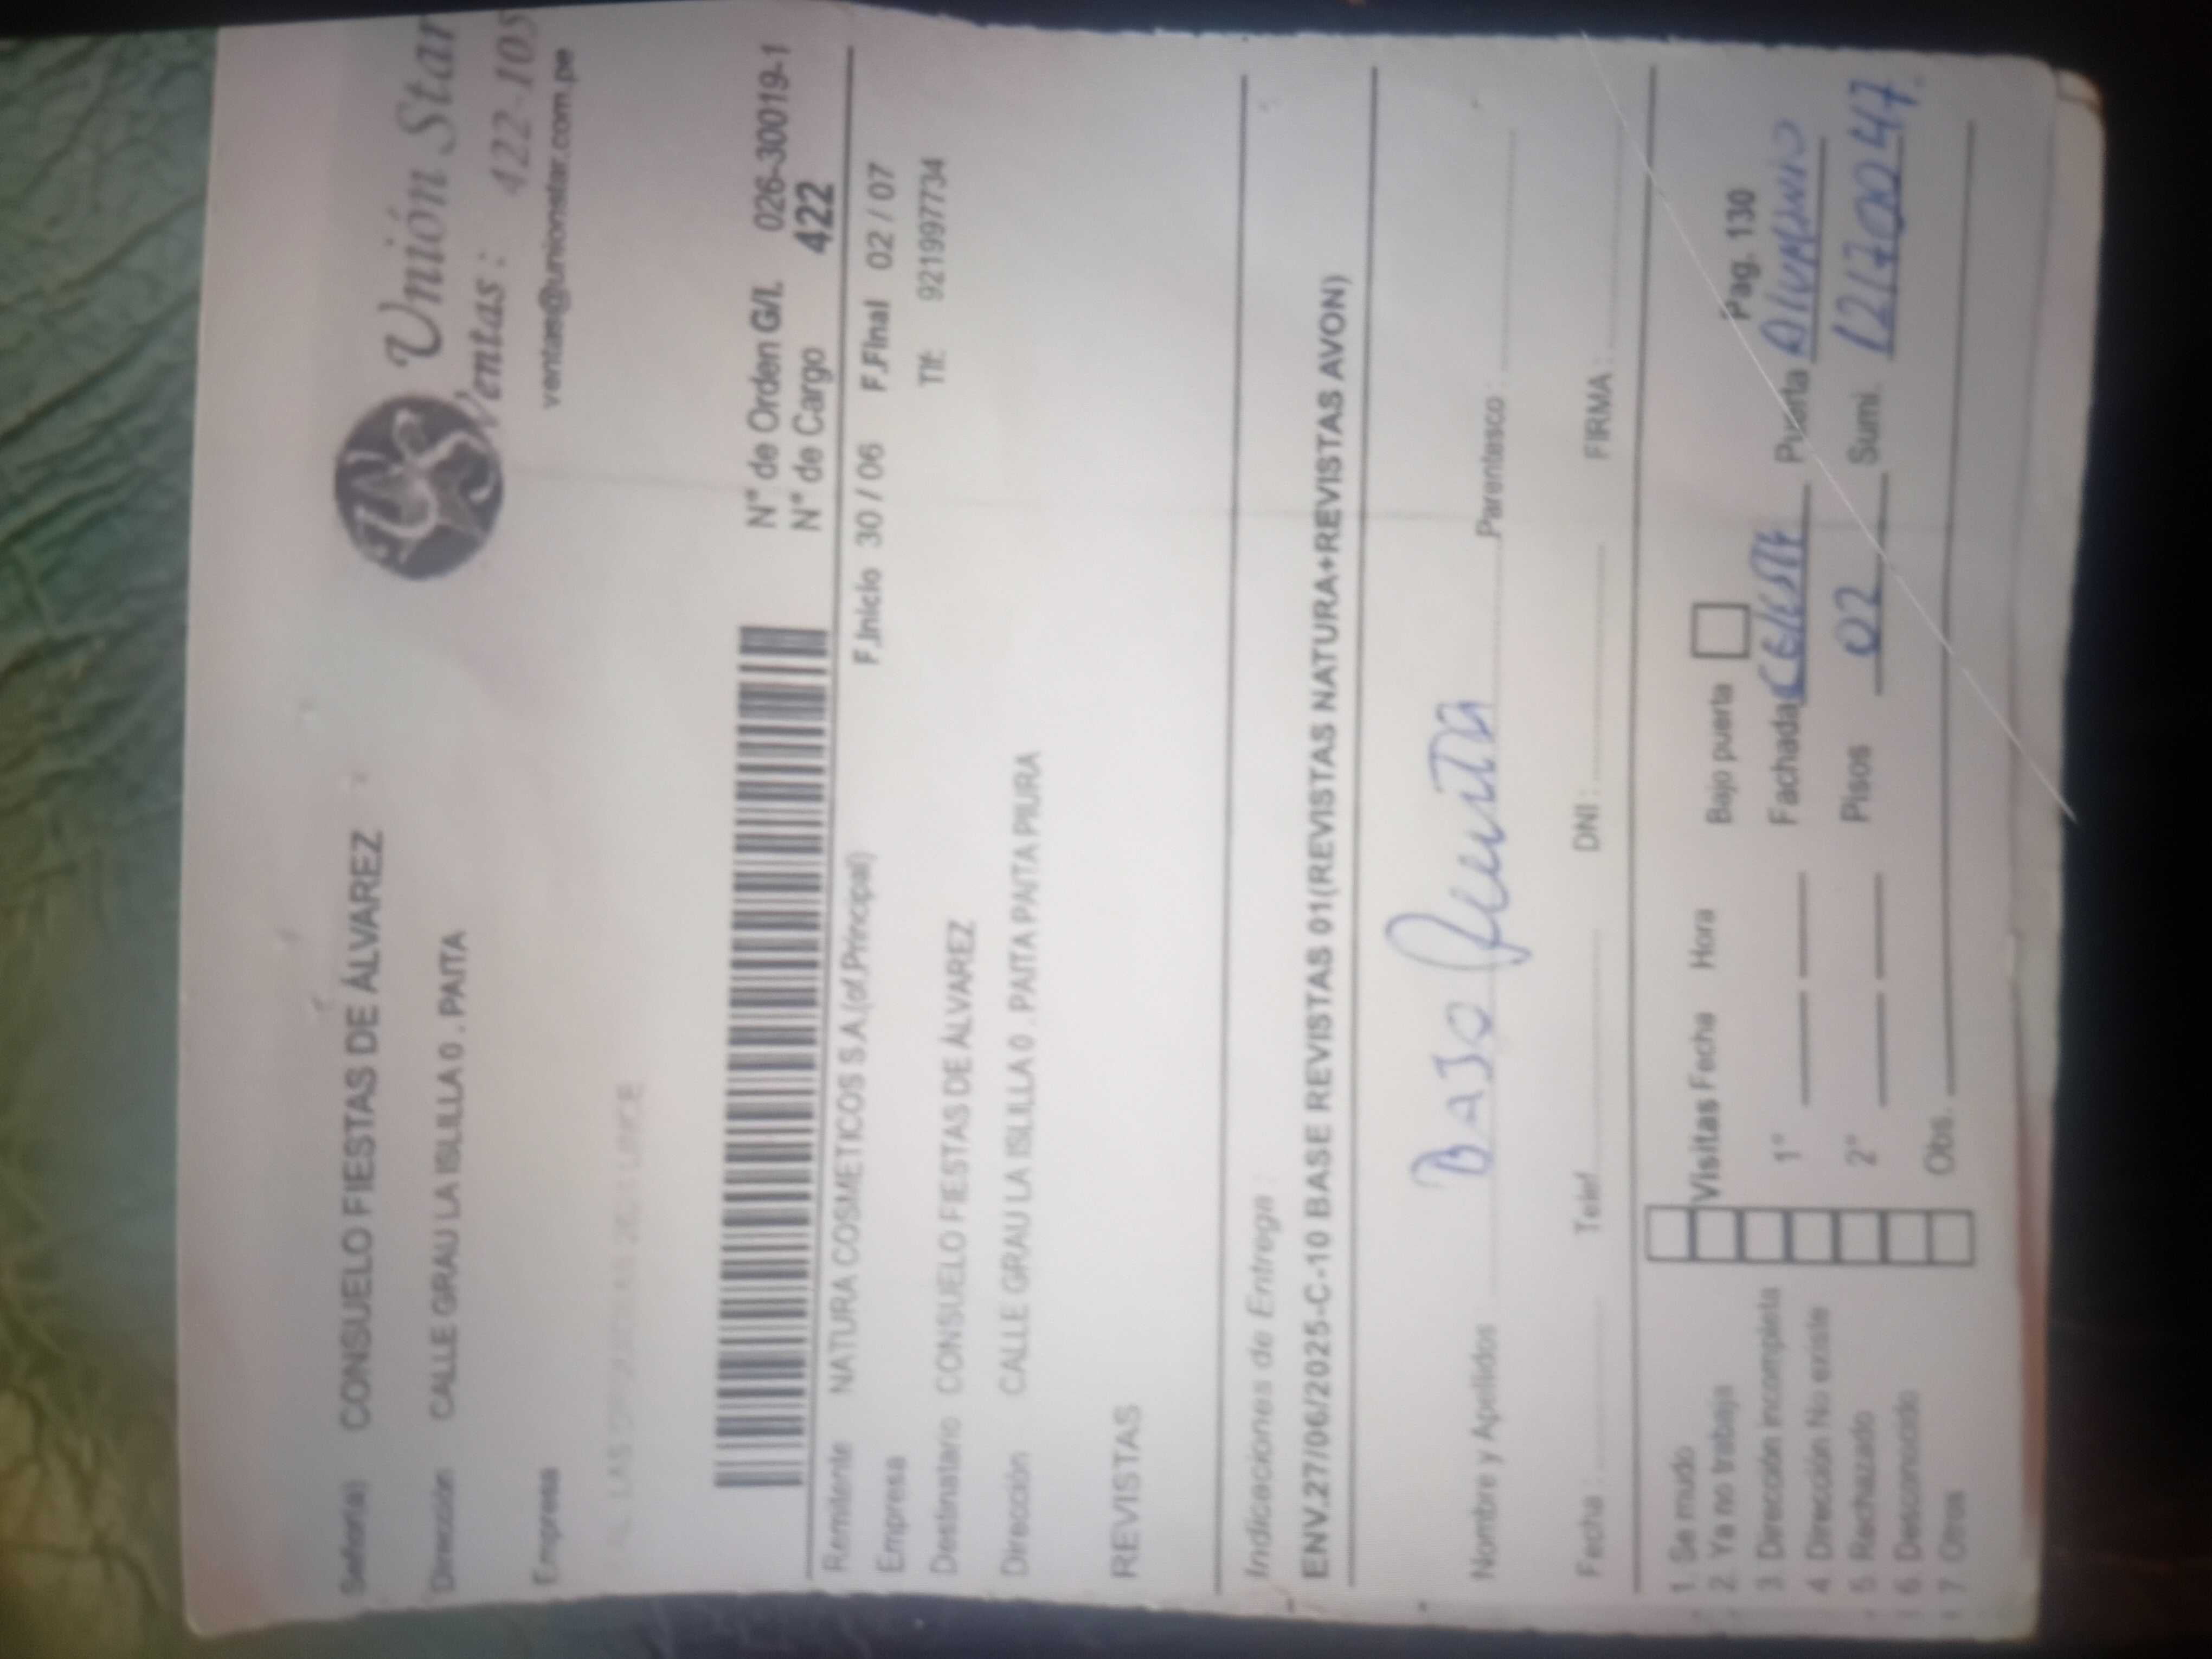 Unión Star
Ventas: 422-105
ventas@unionstar.com.pe
Señor(a) CONSUELO FIESTAS DE ÁLVAREZ
Dirección CALLE GRAU LA ISLILLA 0 . PAITA
Empresa
N° de Orden G/L 026-30019-1
N° de Cargo 422
Remitente NATURA COSMETICOS S.A.(of.Principal) F.Inicio 30 / 06 F.Final 02 / 07
Empresa Tlf: 921997734
Destinatario CONSUELO FIESTAS DE ÁLVAREZ
Dirección CALLE GRAU LA ISLILLA 0 . PAITA PAITA PIURA
REVISTAS
Indicaciones de Entrega :
ENV.27/06/2025-C-10 BASE REVISTAS 01(REVISTAS NATURA+REVISTAS AVON)
BAJO Puerta
Nombre y Apellidos Parentasco :
Fecha : Telef DNI : FIRMA :
1. Se mudo
2. Ya no trabaja Visitas Fecha Hora Bajo puerta Pag. 130
3. Dirección incompleta 1° Fachada Celeste Puerta Aluminio
4. Dirección No existe
5. Rechazado 2° Pisos 02 Sumi. 12170047
6. Desconocido
7. Otros Obs.